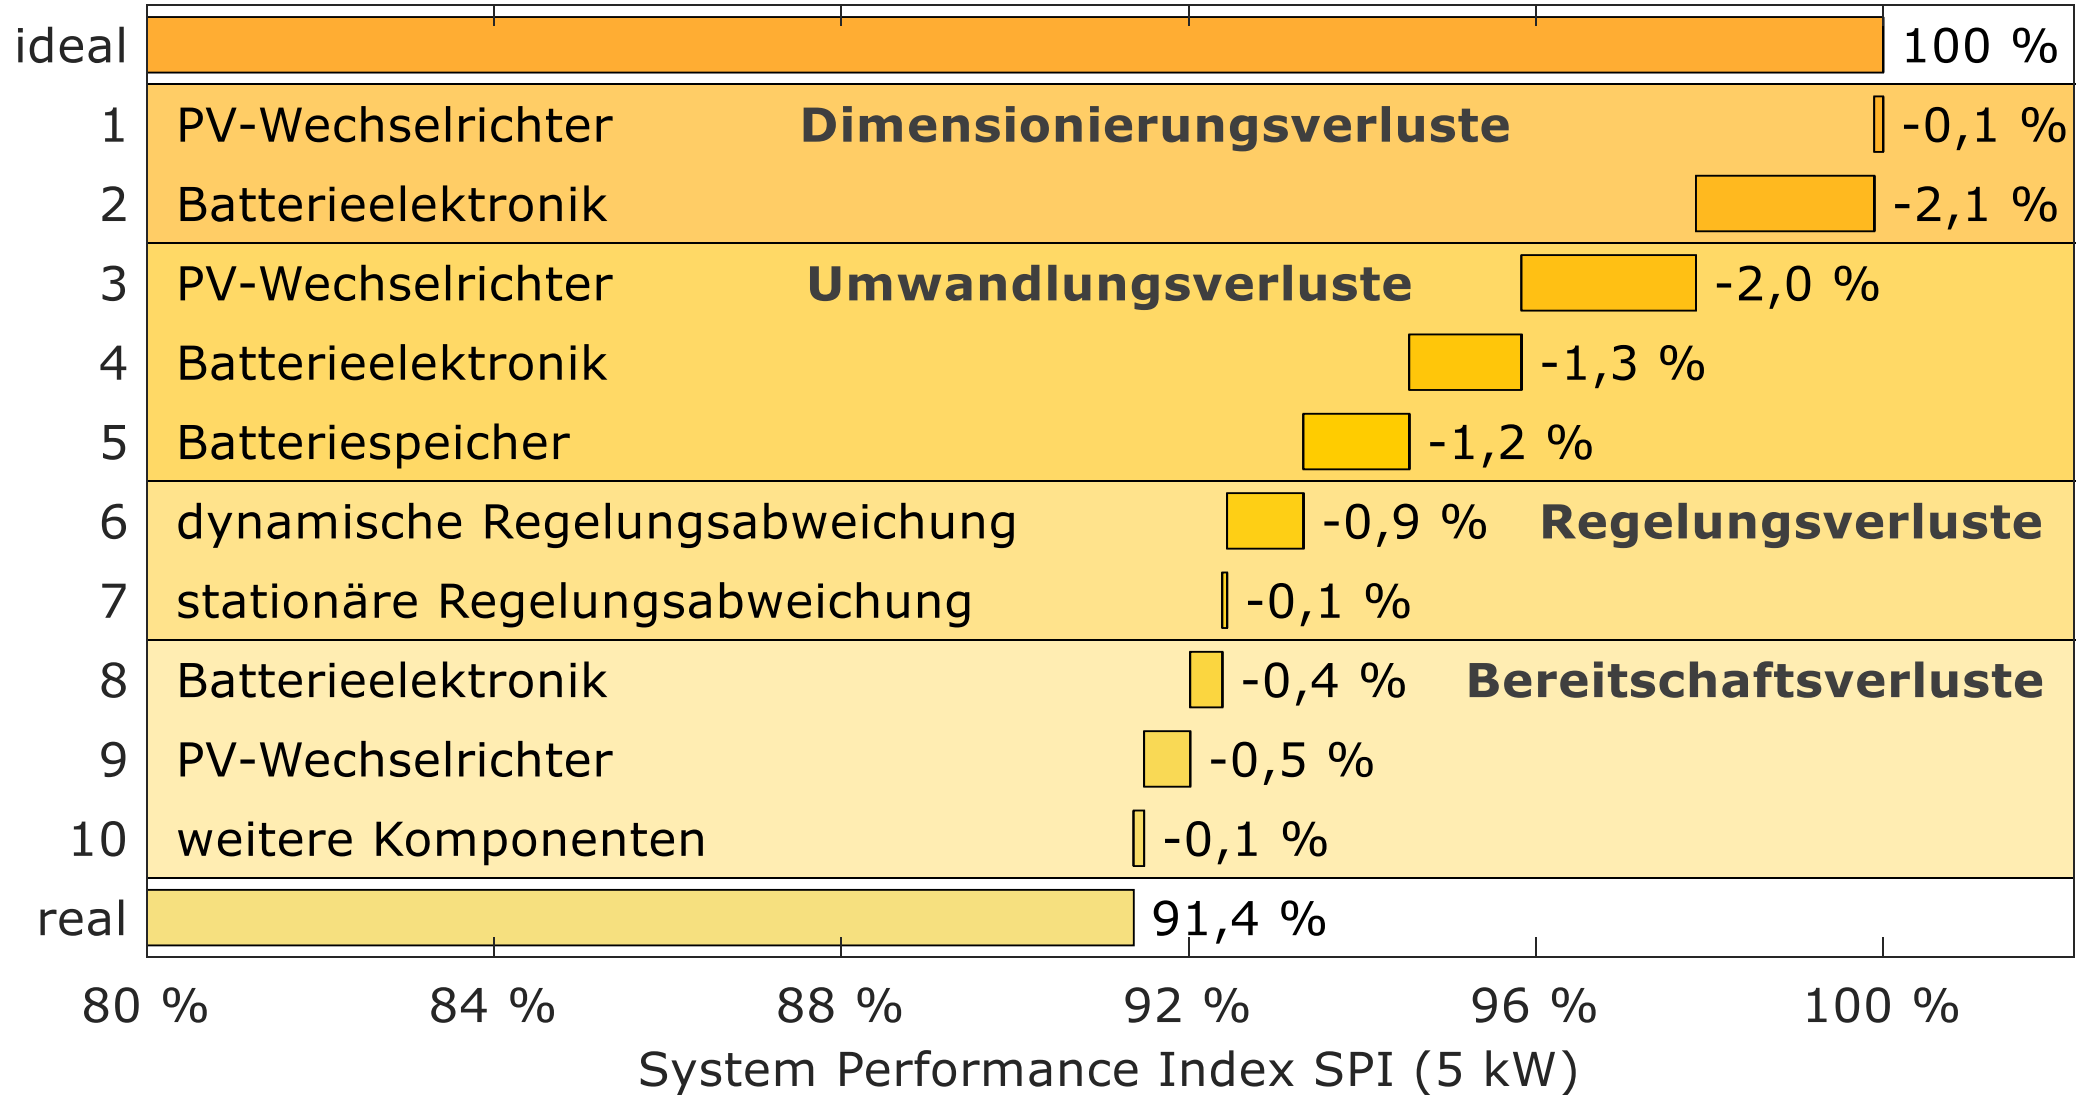 ideal 100 %
1 PV-Wechselrichter Dimensionierungsverluste -0,1 %
2 Batterieelektronik -2,1 %
3 PV-Wechselrichter Umwandlungsverluste -2,0 %
4 Batterieelektronik -1,3 %
5 Batteriespeicher -1,2 %
6 dynamische Regelungsabweichung -0,9 % Regelungsverluste
7 stationäre Regelungsabweichung -0,1 %
8 Batterieelektronik -0,4 % Bereitschaftsverluste
9 PV-Wechselrichter -0,5 %
10 weitere Komponenten -0,1 %
real 91,4 %
80 % 84 % 88 % 92 % 96 % 100 %
System Performance Index SPI (5 kW)